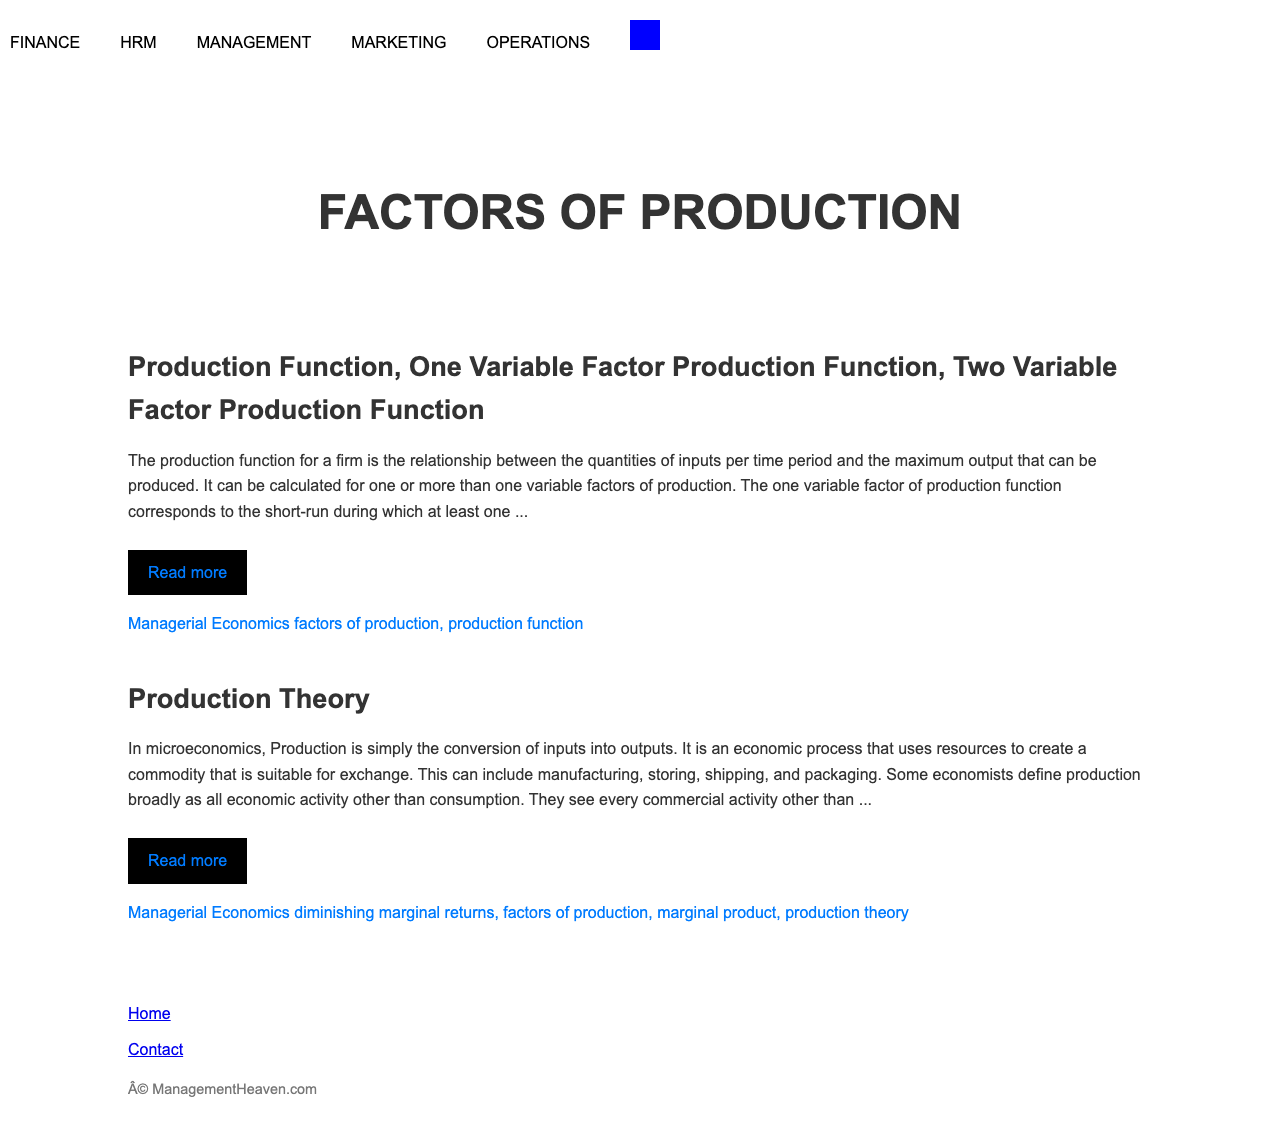 FINANCE HRM MANAGEMENT MARKETING OPERATIONS
FACTORS OF PRODUCTION
Production Function, One Variable Factor Production Function, Two Variable
Factor Production Function
The production function for a firm is the relationship between the quantities of inputs per time period and the maximum output that can be
produced. It can be calculated for one or more than one variable factors of production. The one variable factor of production function
corresponds to the short-run during which at least one ...
Read more
Managerial Economics factors of production, production function
Production Theory
In microeconomics, Production is simply the conversion of inputs into outputs. It is an economic process that uses resources to create a
commodity that is suitable for exchange. This can include manufacturing, storing, shipping, and packaging. Some economists define production
broadly as all economic activity other than consumption. They see every commercial activity other than ...
Read more
Managerial Economics diminishing marginal returns, factors of production, marginal product, production theory
Home
Contact
Â© ManagementHeaven.com